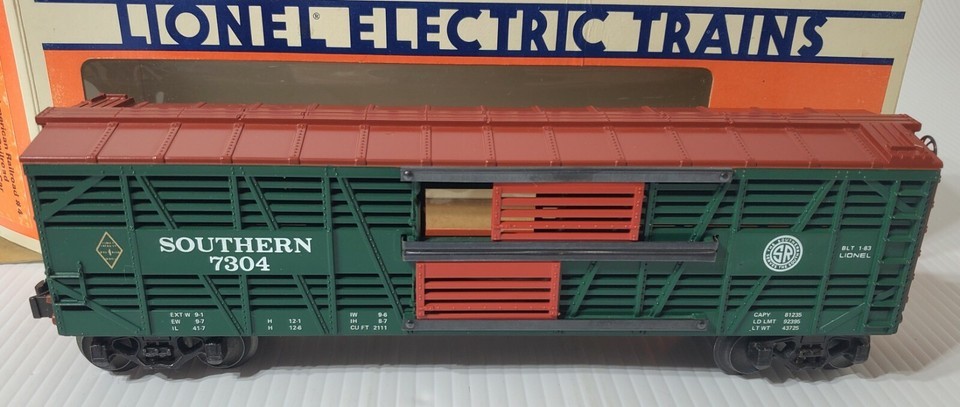 LIONEL® ELECTRIC TRAINS
SOUTHERN
7304
SR
BLT 1-83
LIONEL
EXT W 9-1
EW 9-7 H 12-1 IH 8-7
IL 41-7 H 12-6 CU FT 2111
IW 8-6
CAPY 81235
LD LMT 92395
LT WT 43725